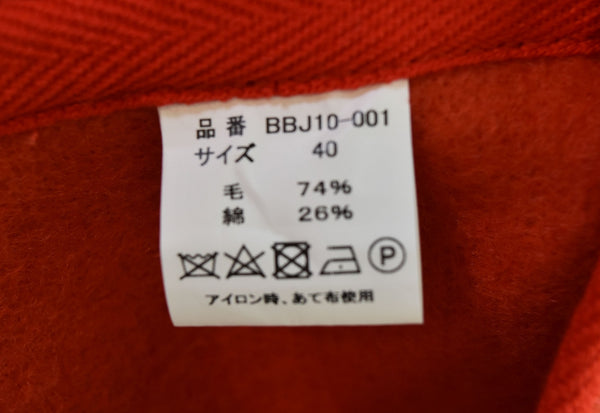 品番 BBJ10-001
サイズ 40
毛 74%
綿 26%
P
アイロン時、あて布使用